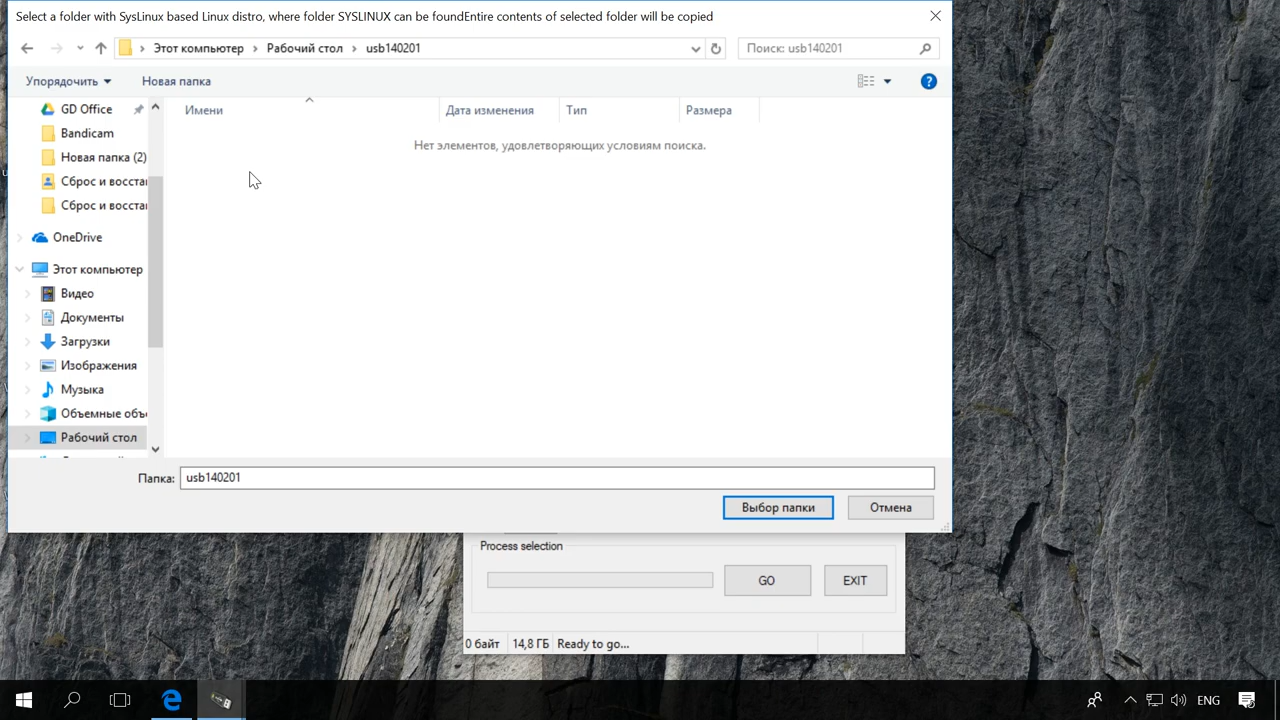 Select a folder with SysLinux based Linux distro, where folder SYSLINUX can be foundEntire contents of selected folder will be copied
Этот компьютер
Рабочий стол
usb140201
Поиск: usb140201
Упорядочить
Новая папка
GD Office
Bandicam
Новая папка (2)
Сброс и восста
Сброс и восста
OneDrive
Этот компьютер
Видео
Документы
Загрузки
Изображения
Музыка
Объемные объ
Рабочий стол
Имени
Дата изменения
Тип
Размера
Нет элементов, удовлетворяющих условиям поиска.
Папка:
usb140201
Выбор папки
Отмена
Process selection
GO
EXIT
0 байт
14,8 ГБ
Ready to go...
ENG